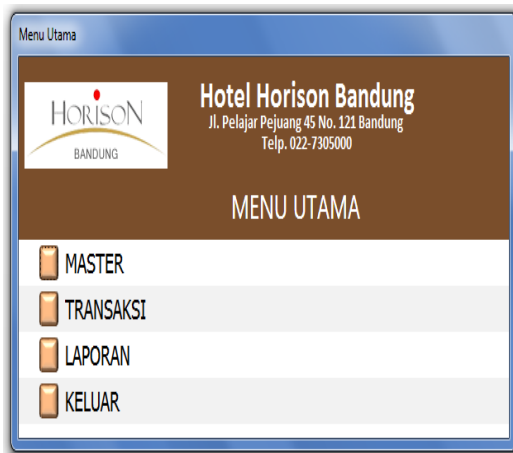 Menu Utama
HORISON
BANDUNG
Hotel Horison Bandung
Jl. Pelajar Pejuang 45 No. 121 Bandung
Telp. 022-7305000
MENU UTAMA
MASTER
TRANSAKSI
LAPORAN
KELUAR